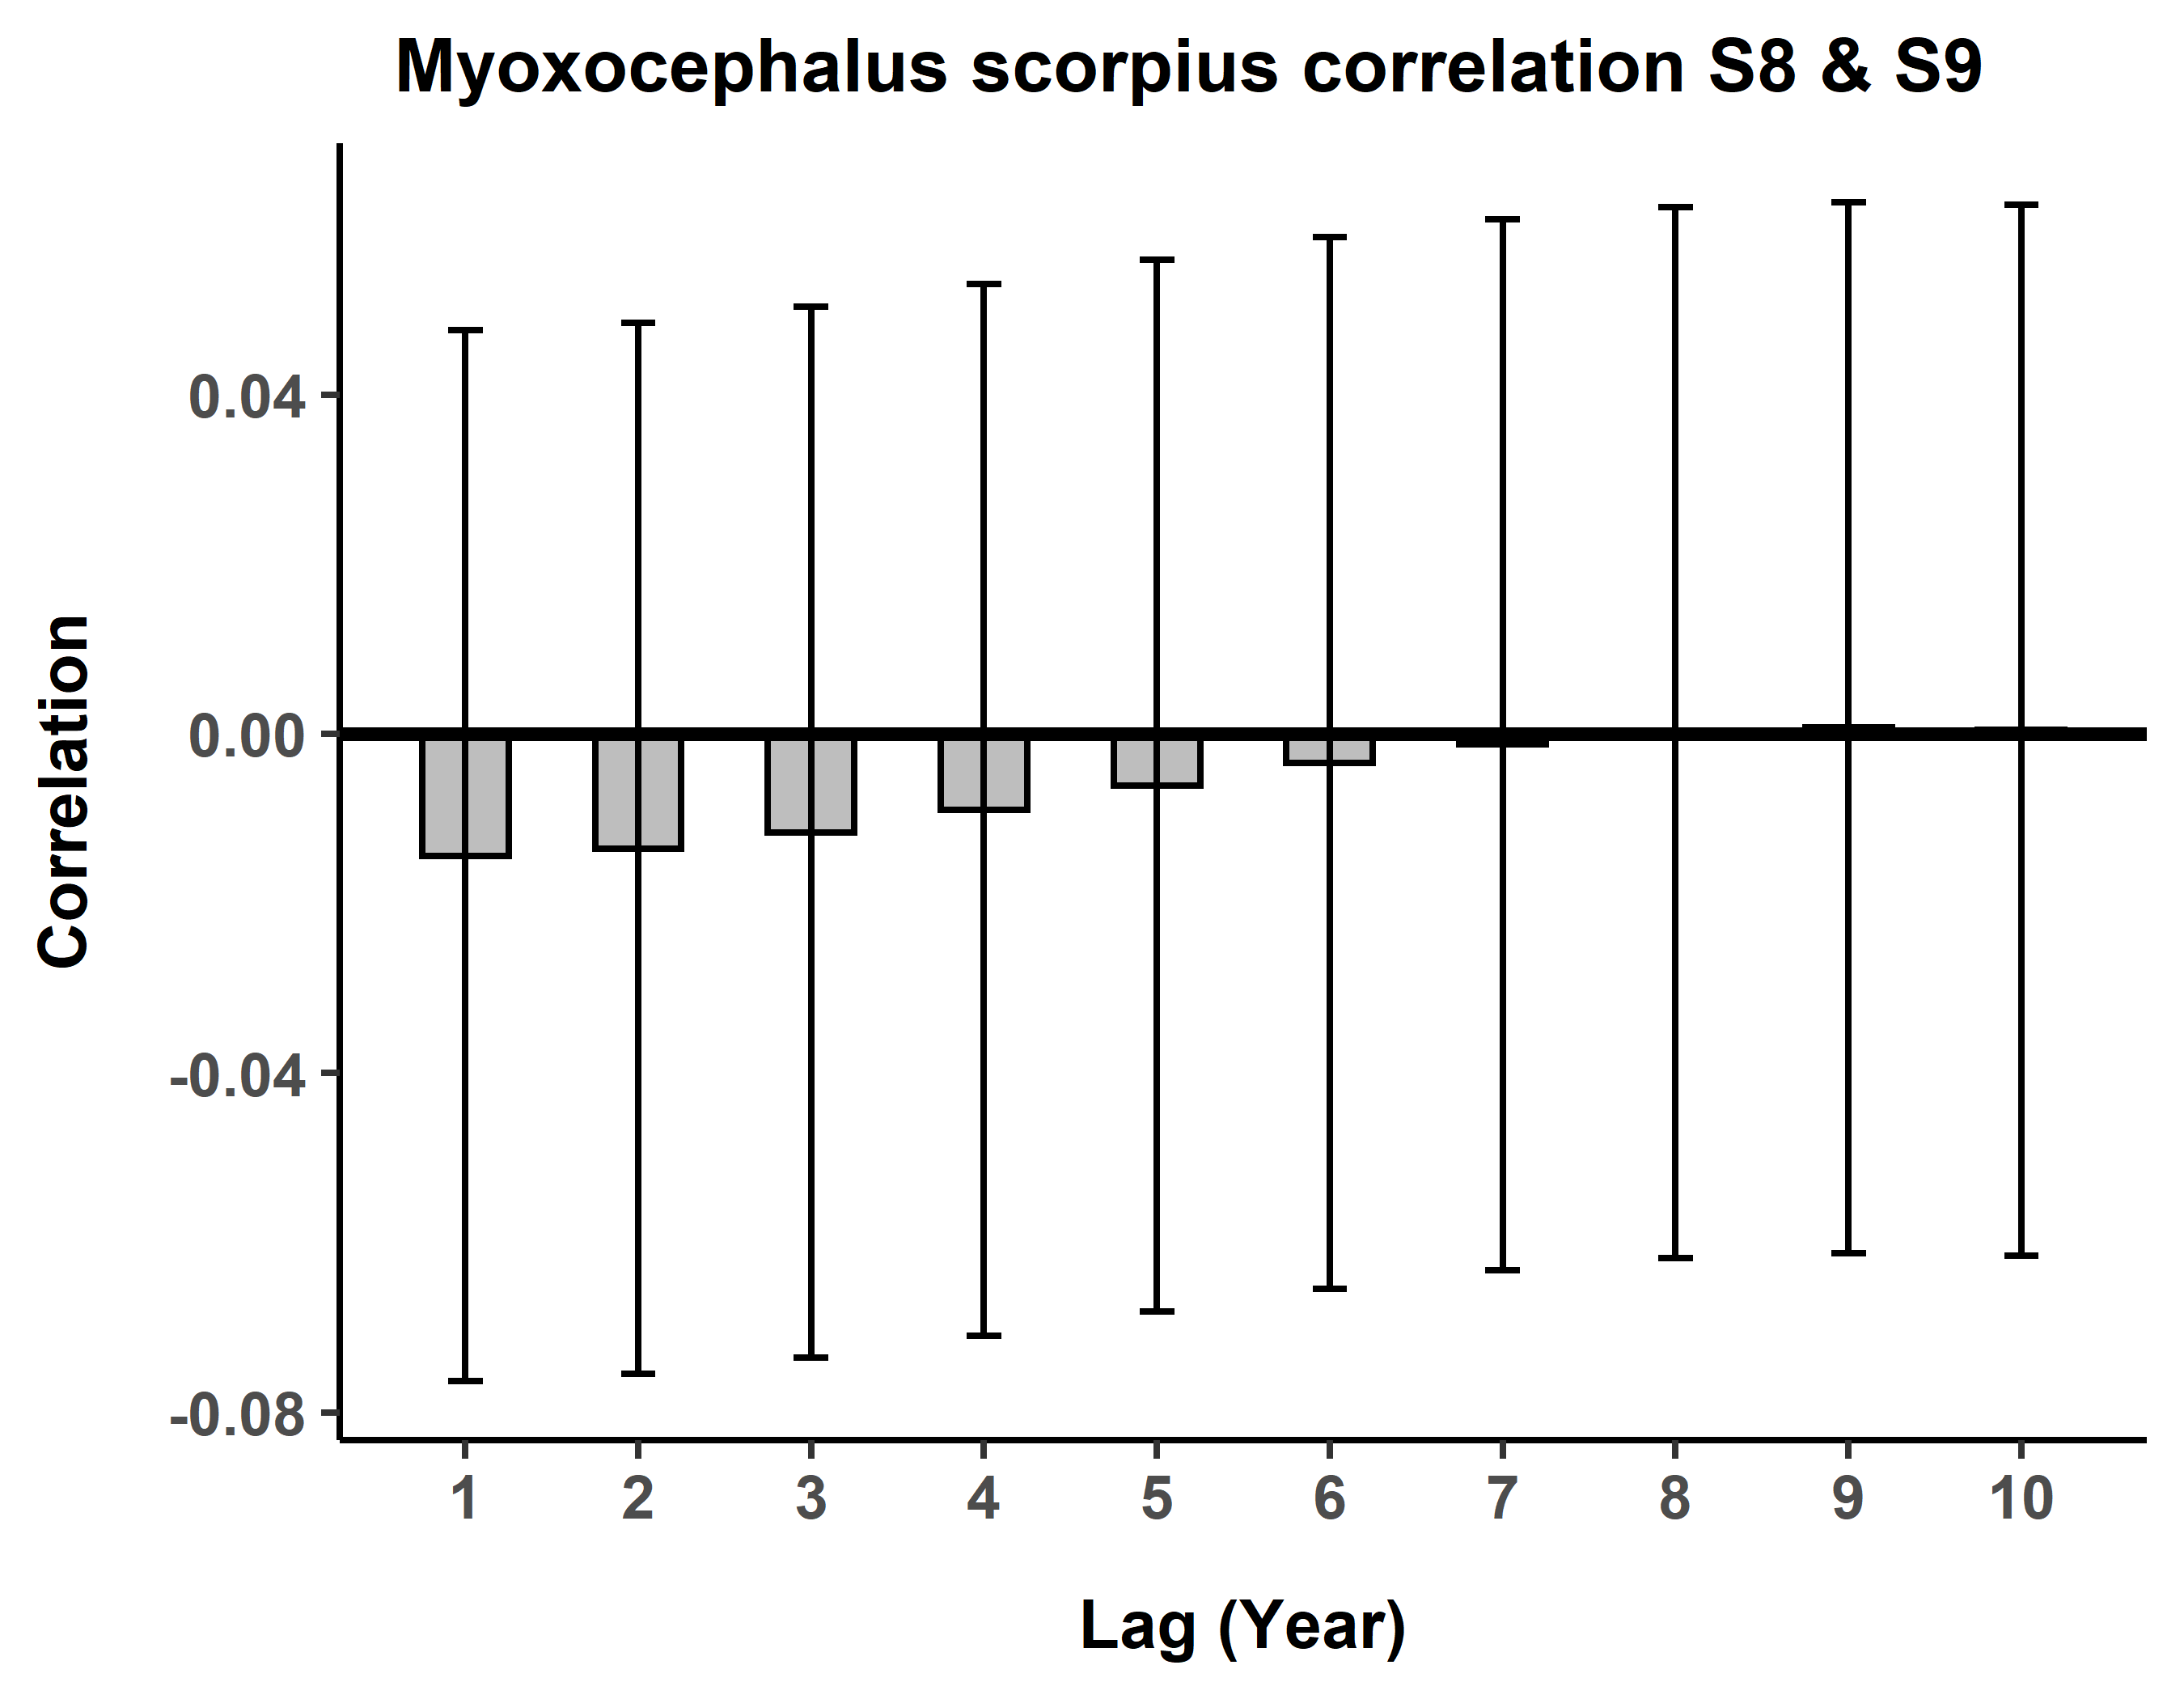 Myoxocephalus scorpius correlation S8 & S9
Correlation
0.04
0.00
-0.04
-0.08
1 2 3 4 5 6 7 8 9 10
Lag (Year)